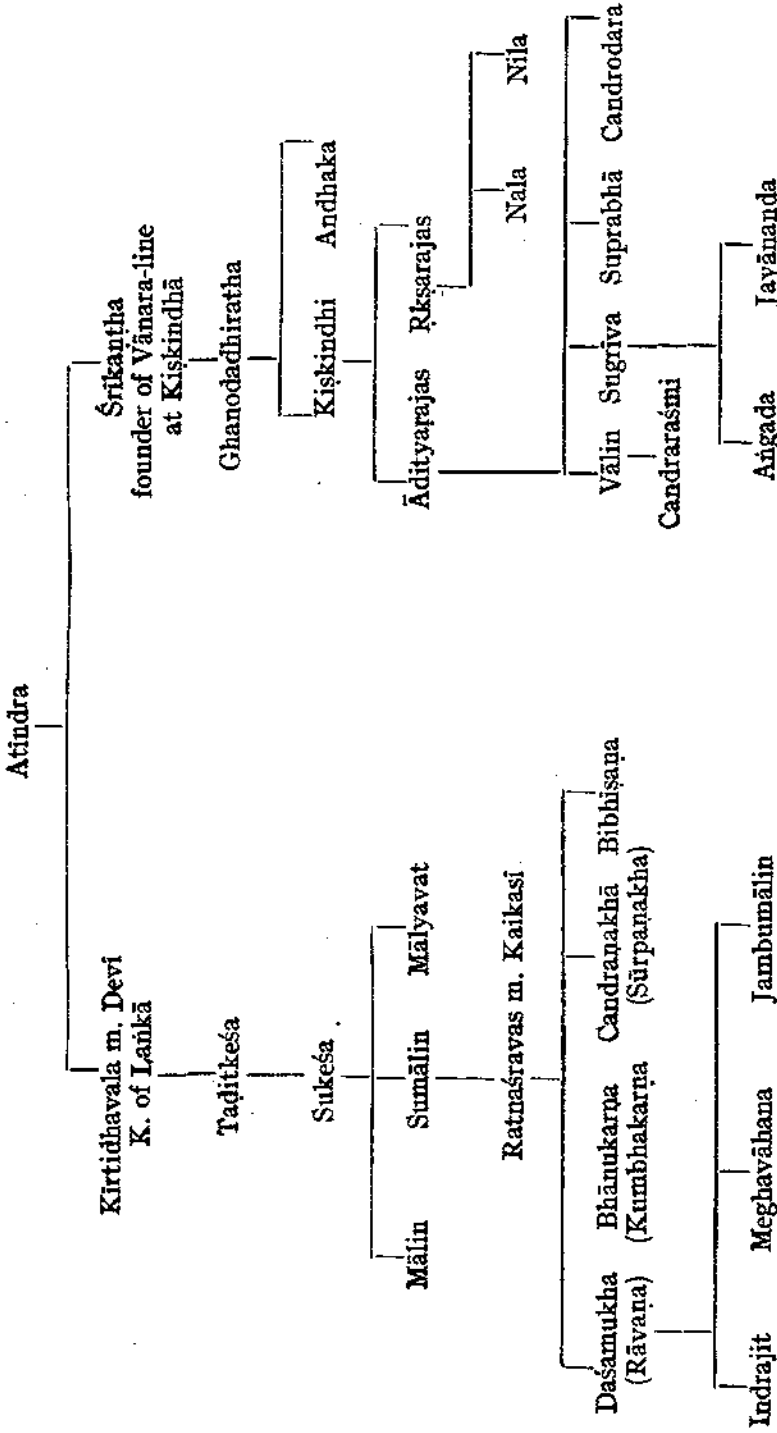 Atindra
Kīrtidhavala m. Devī
K. of Laṅkā
Śrīkaṇṭha
founder of Vānara-line
at Kiṣkindhā
Taḍitkeśa
Ghanodadhiratha
Sukeśa
Kiṣkindhi Andhaka
Mālin Sumālin Mālyavat
Ādityarajas Ṛkṣarajas
Nala Nīla
Ratnaśravas m. Kaikasī
Daśamukha Bhānukarṇa Candraṇakhā Bibhīṣaṇa
(Rāvaṇa) (Kumbhakarṇa) (Sūrpaṇakha)
Vālin Sugrīva Suprabhā Candrodara
Candraraśmi
Indrajit Meghavāhana Jambumālin
Aṅgada Jayānanda